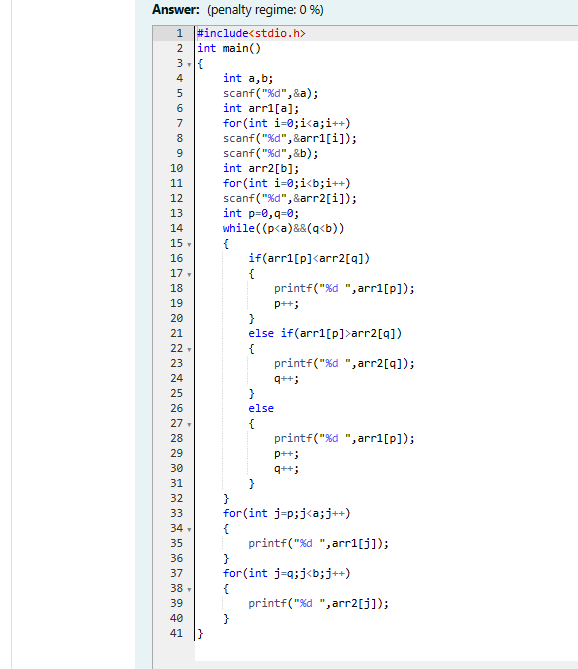 Answer: (penalty regime: 0 %)
1 #include<stdio.h>
2 int main()
3 {
4 int a,b;
5 scanf("%d",&a);
6 int arr1[a];
7 for(int i=0;i<a;i++)
8 scanf("%d",&arr1[i]);
9 scanf("%d",&b);
10 int arr2[b];
11 for(int i=0;i<b;i++)
12 scanf("%d",&arr2[i]);
13 int p=0,q=0;
14 while((p<a)&&(q<b))
15 {
16 if(arr1[p]<arr2[q])
17 {
18 printf("%d ",arr1[p]);
19 p++;
20 }
21 else if(arr1[p]>arr2[q])
22 {
23 printf("%d ",arr2[q]);
24 q++;
25 }
26 else
27 {
28 printf("%d ",arr1[p]);
29 p++;
30 q++;
31 }
32 }
33 for(int j=p;j<a;j++)
34 {
35 printf("%d ",arr1[j]);
36 }
37 for(int j=q;j<b;j++)
38 {
39 printf("%d ",arr2[j]);
40 }
41 }